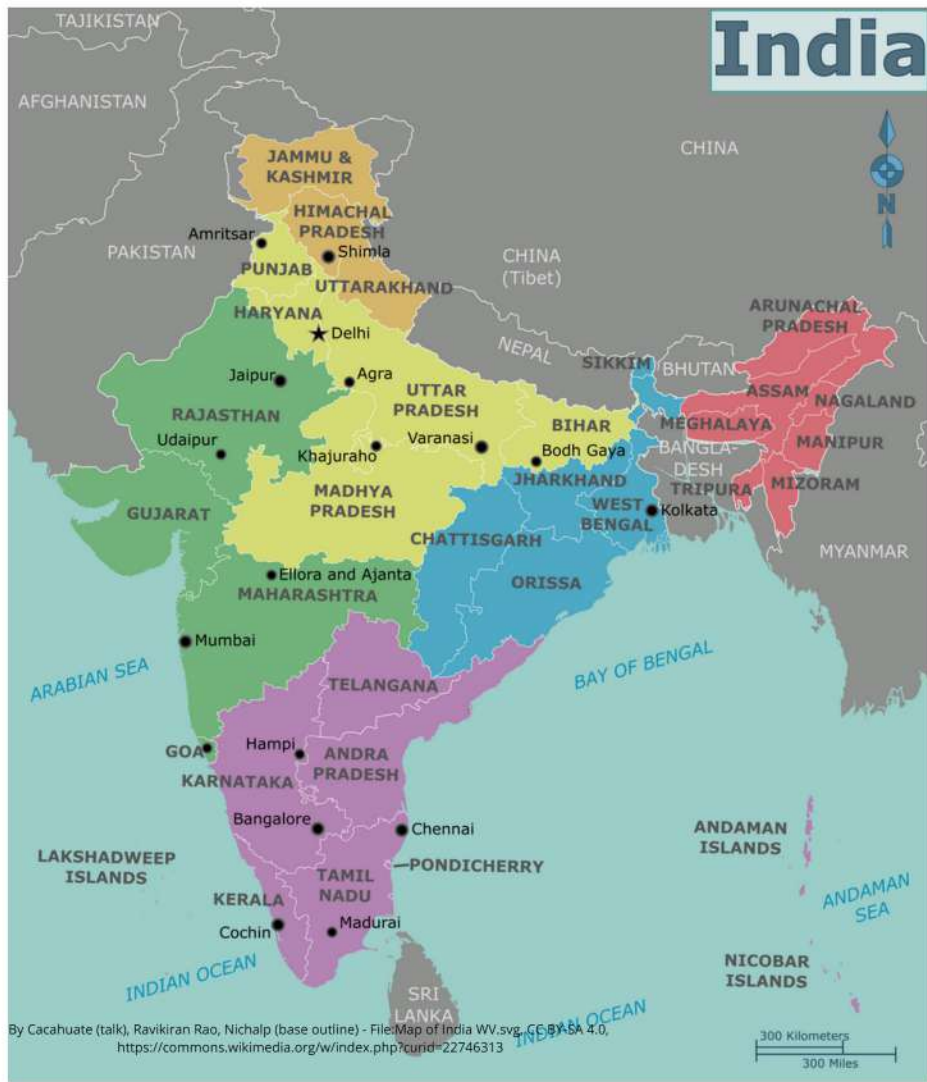 India
TAJIKISTAN
AFGHANISTAN
CHINA
JAMMU &
KASHMIR
N
HIMACHAL
PRADESH
Amritsar
PAKISTAN
Shimla
CHINA
(Tibet)
PUNJAB
UTTARAKHAND
ARUNACHAL
PRADESH
HARYANA
Delhi
NEPAL
SIKKIM
BHUTAN
Jaipur
Agra
UTTAR
PRADESH
ASSAM
NAGALAND
RAJASTHAN
BIHAR
MEGHALAYA
Udaipur
Khajuraho
Varanasi
Bodh Gaya
BANGLA-
DESH
MANIPUR
JHARKHAND
TRIPURA
MIZORAM
MADHYA
PRADESH
WEST
BENGAL
Kolkata
GUJARAT
CHATTISGARH
MYANMAR
Ellora and Ajanta
ORISSA
MAHARASHTRA
Mumbai
ARABIAN SEA
BAY OF BENGAL
TELANGANA
GOA
Hampi
ANDRA
PRADESH
KARNATAKA
Bangalore
Chennai
ANDAMAN
ISLANDS
LAKSHADWEEP
ISLANDS
PONDICHERRY
TAMIL
NADU
KERALA
ANDAMAN
SEA
Cochin
Madurai
NICOBAR
ISLANDS
INDIAN OCEAN
SRI
LANKA
INDIAN OCEAN
By Cacahuate (talk), Ravikiran Rao, Nichalp (base outline) - File:Map of India WV.svg, CC BY-SA 4.0,
https://commons.wikimedia.org/w/index.php?curid=22746313
300 Kilometers
300 Miles